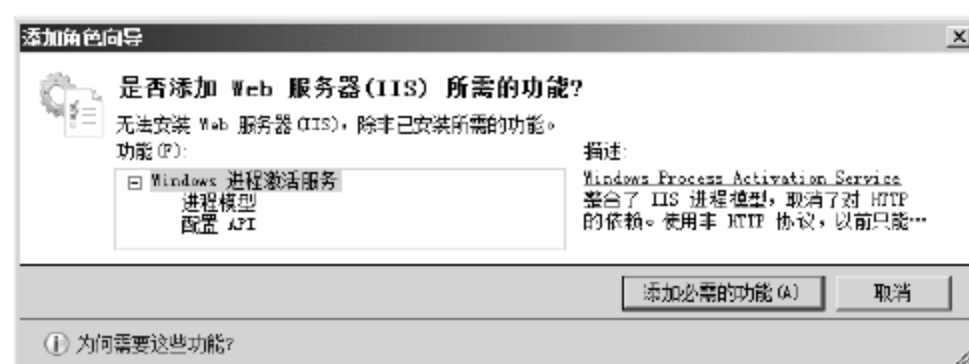 添加角色向导
是否添加 Web 服务器(IIS) 所需的功能?
无法安装 Web 服务器(IIS)，除非已安装所需的功能。
功能(F):
描述:
Windows 进程激活服务
进程模型
配置 API
Windows Process Activation Service
整合了 IIS 进程模型，取消了对 HTTP
的依赖。使用非 HTTP 协议，以前只能…
添加必需的功能(A)
取消
为何需要这些功能?